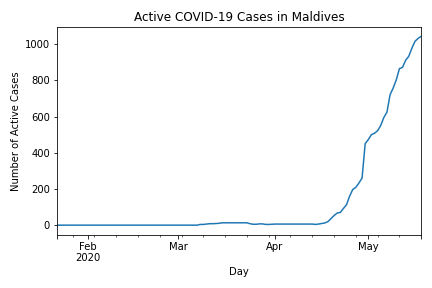 Active COVID-19 Cases in Maldives
Number of Active Cases
1000
800
600
400
200
0
Feb
2020
Mar
Apr
May
Day